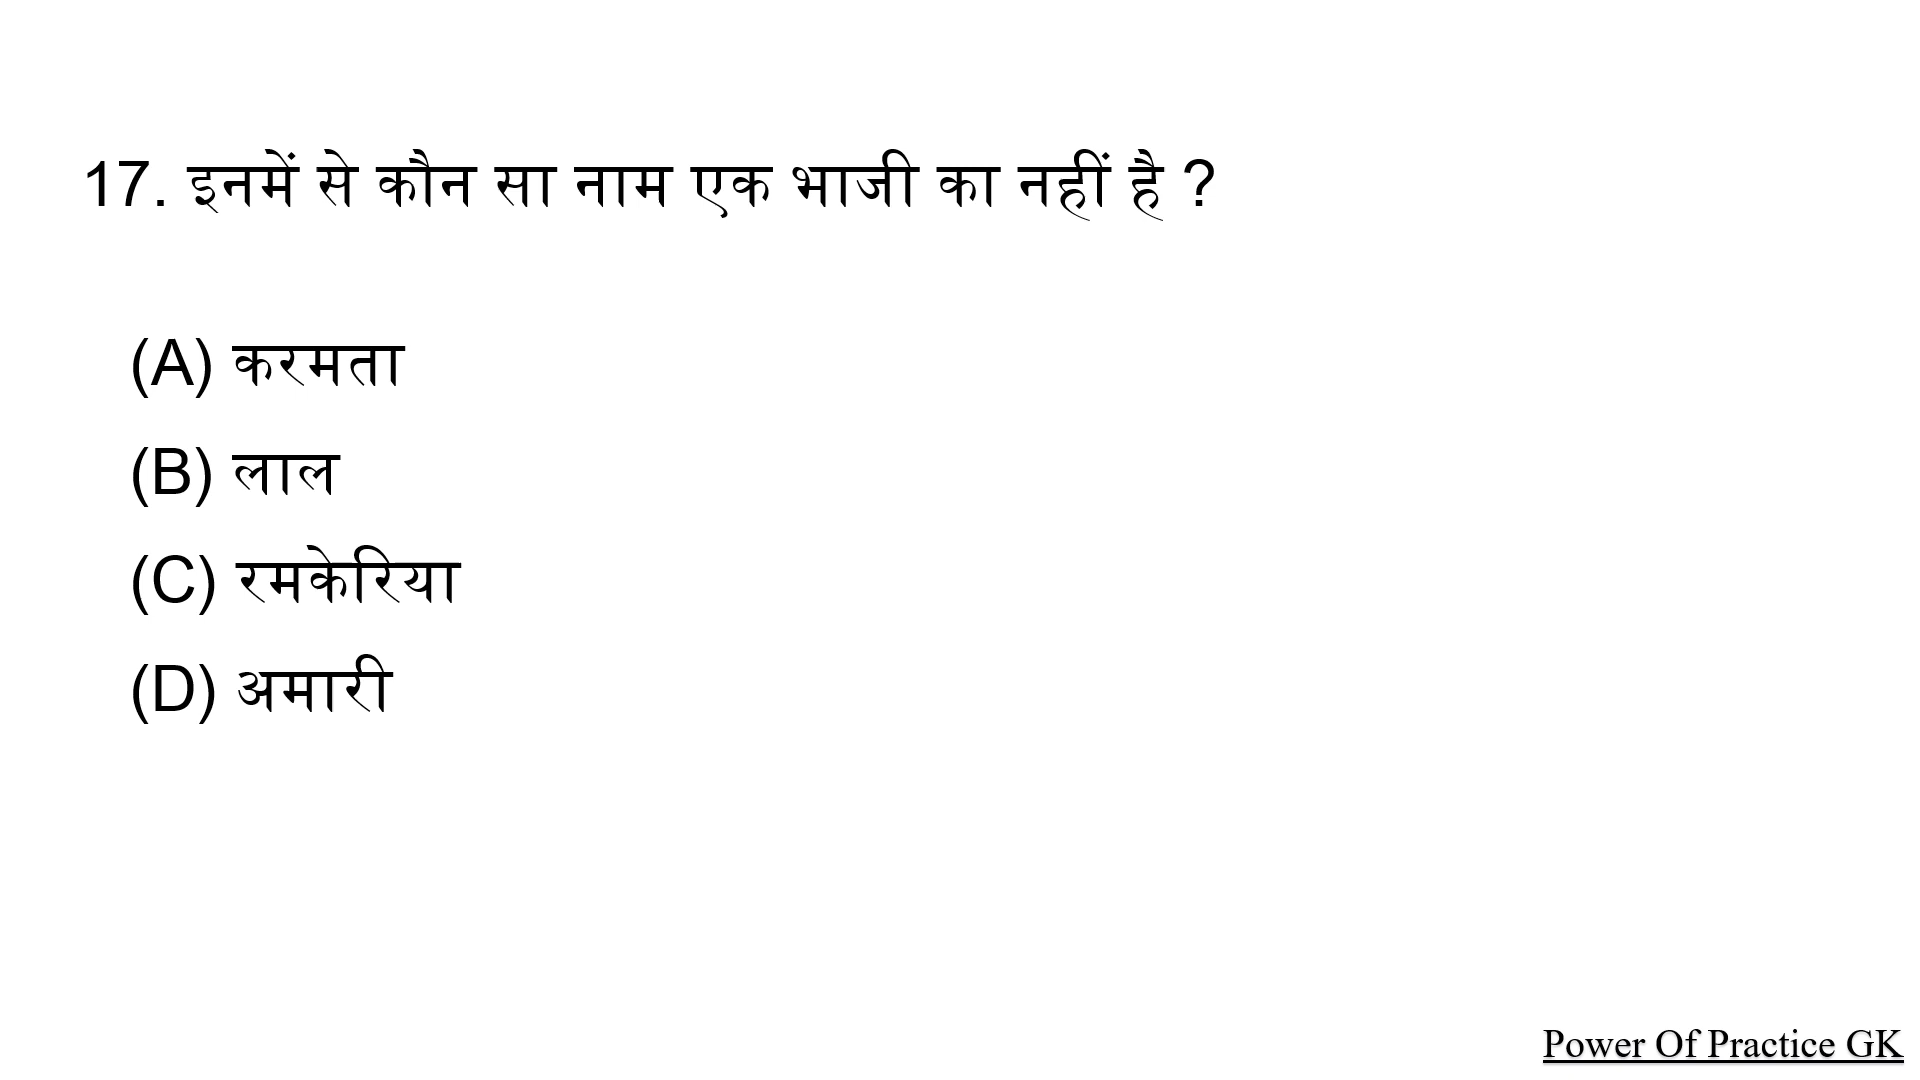 17. इनमें से कौन सा नाम एक भाजी का नहीं है ?
(A) करमता
(B) लाल
(C) रमकेरिया
(D) अमारी
Power Of Practice GK